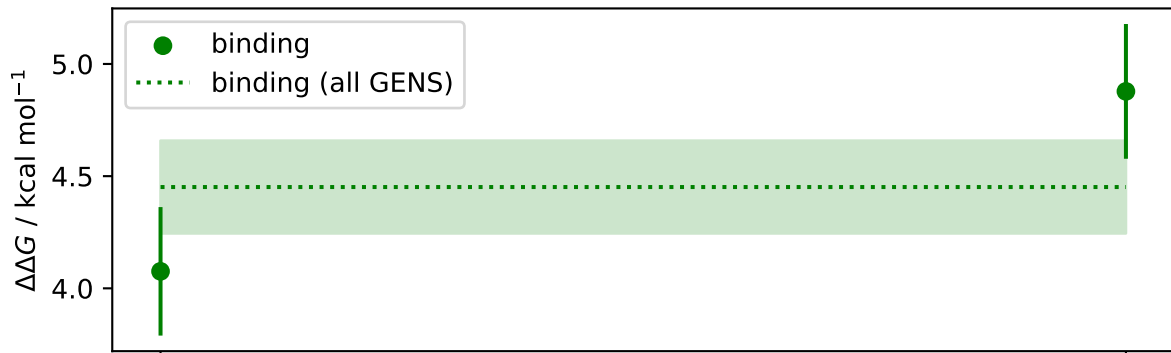 binding
binding (all GENS)
5.0
4.5
4.0
ΔΔG / kcal mol⁻¹